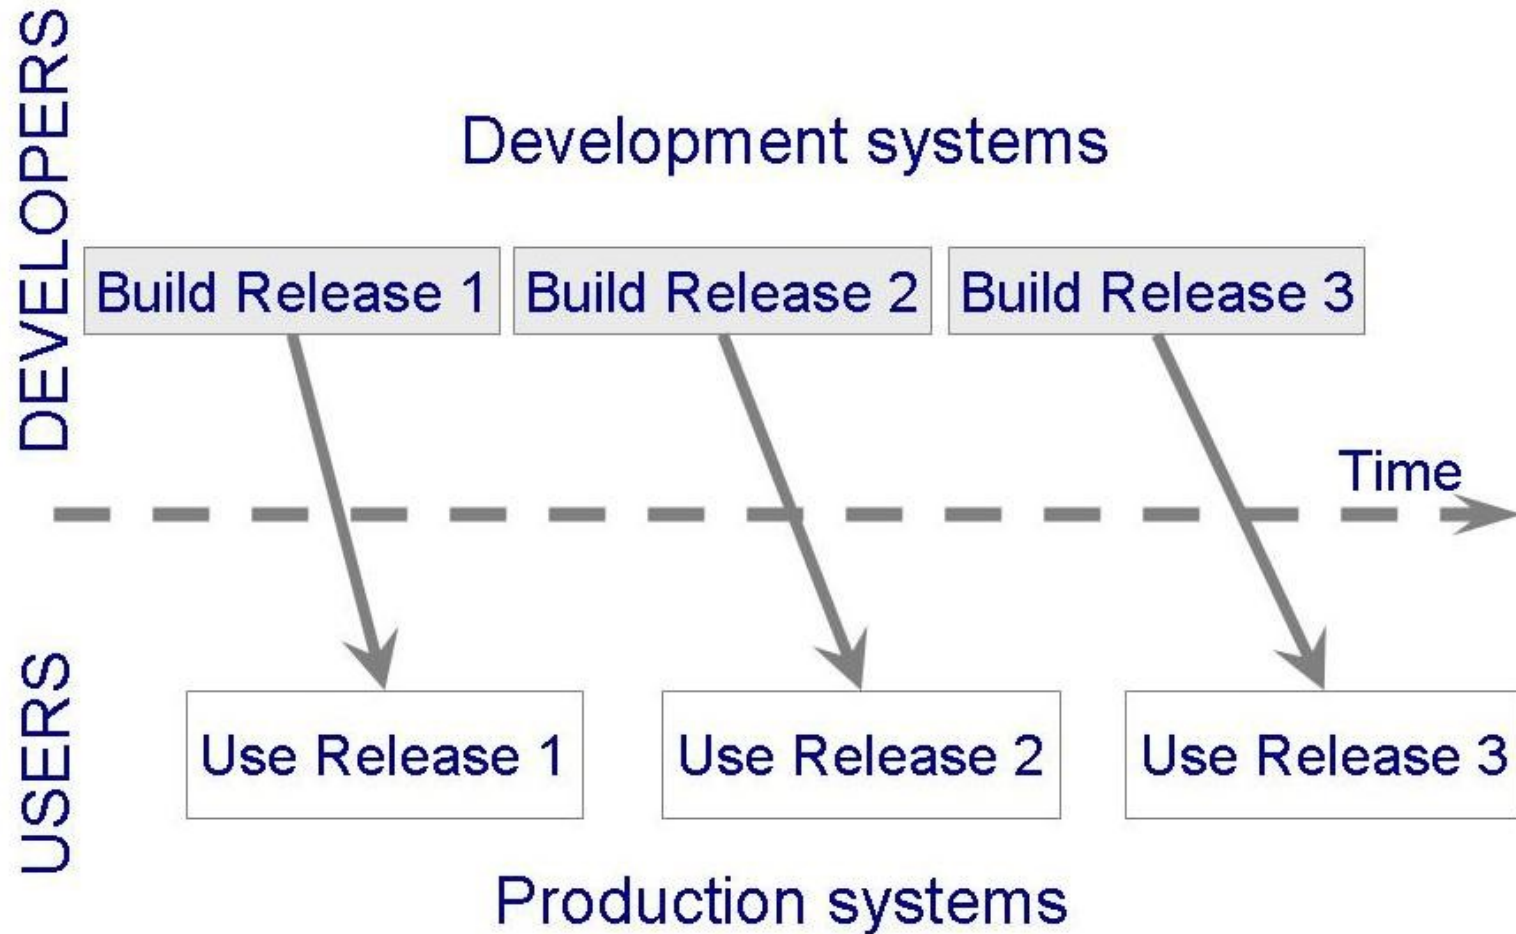 DEVELOPERS
Development systems
Build Release 1
Build Release 2
Build Release 3
Time
USERS
Use Release 1
Use Release 2
Use Release 3
Production systems